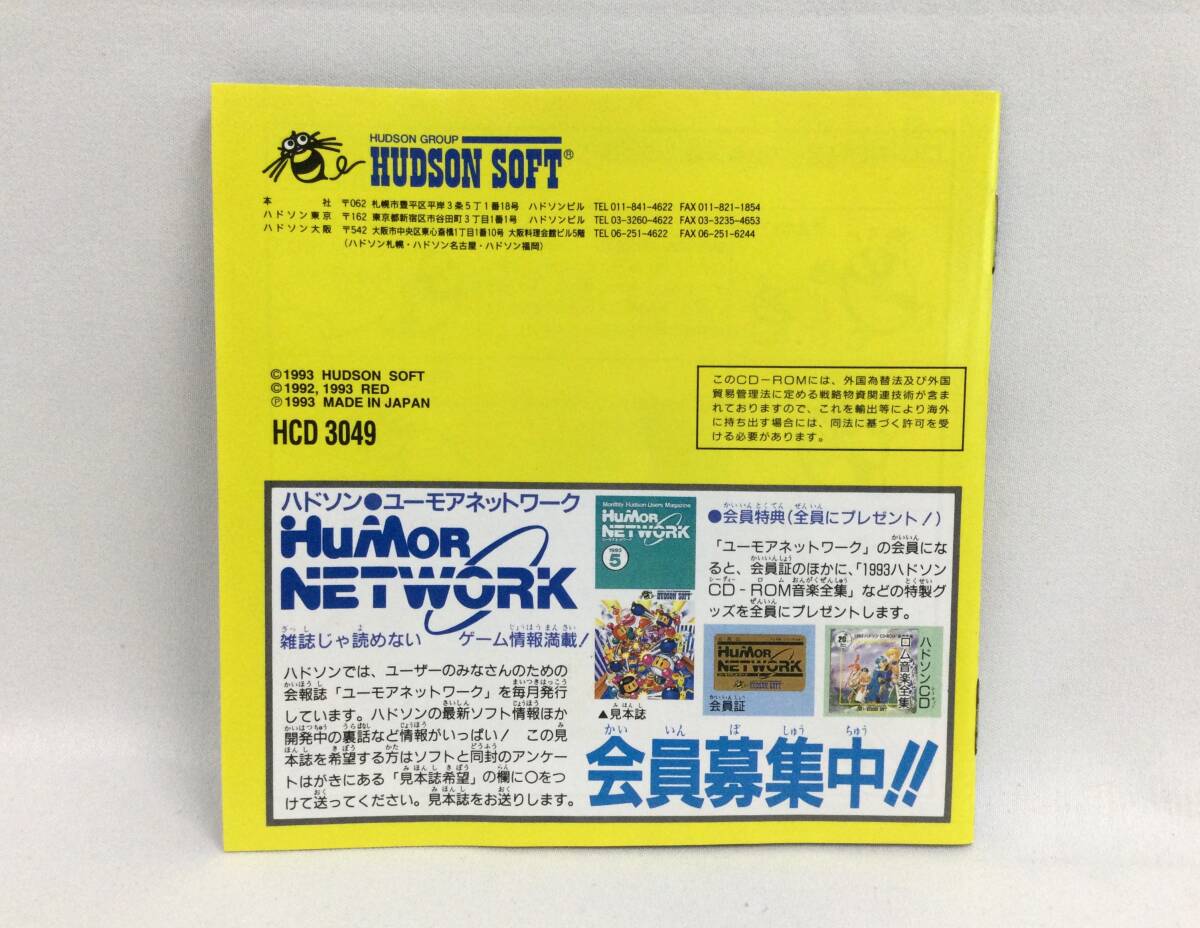 HUDSON GROUP
HUDSON SOFT®
本社 〒062 札幌市豊平区平岸3条5丁1番18号 ハドソンビル TEL 011-841-4622 FAX 011-821-1854
ハドソン東京 〒162 東京都新宿区市谷田町3丁目1番1号 ハドソンビル TEL 03-3260-4622 FAX 03-3235-4653
ハドソン大阪 〒542 大阪市中央区東心斎橋1丁目1番10号 大阪料理会館ビル5階 TEL 06-251-4622 FAX 06-251-6244
(ハドソン札幌・ハドソン名古屋・ハドソン福岡)
©1993 HUDSON SOFT
©1992, 1993 RED
℗1993 MADE IN JAPAN
HCD 3049
このCD-ROMには、外国為替法及び外国
貿易管理法に定める戦略物資関連技術が含ま
れておりますので、これを輸出等により海外
に持ち出す場合には、同法に基づく許可を受
ける必要があります。
ハドソン●ユーモアネットワーク
HuMOR
NETWORK
雑誌じゃ読めない ゲーム情報満載!
ハドソンでは、ユーザーのみなさんのための
会報誌「ユーモアネットワーク」を毎月発行
しています。ハドソンの最新ソフト情報ほか
開発中の裏話など情報がいっぱい! この見
本誌を希望する方はソフトと同封のアンケー
トはがきにある「見本誌希望」の欄に○をつ
けて送ってください。見本誌をお送りします。
Monthly Hudson Users Magazine
HuMOR
NETWORK
1993
5
HUDSON SOFT
▲見本誌
●会員特典(全員にプレゼント!)
「ユーモアネットワーク」の会員にな
ると、会員証のほかに、「1993ハドソン
CD-ROM音楽全集」などの特製グ
ッズを全員にプレゼントします。
HuMOR
NETWORK
HUDSON SOFT
会員証
ロム音楽全集
ハドソンCD
会員募集中!!